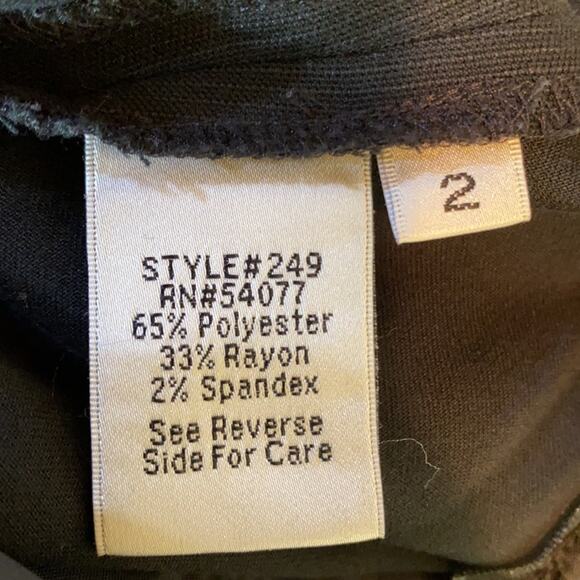 STYLE#249
RN#54077
65% Polyester
33% Rayon
2% Spandex
See Reverse
Side For Care
2